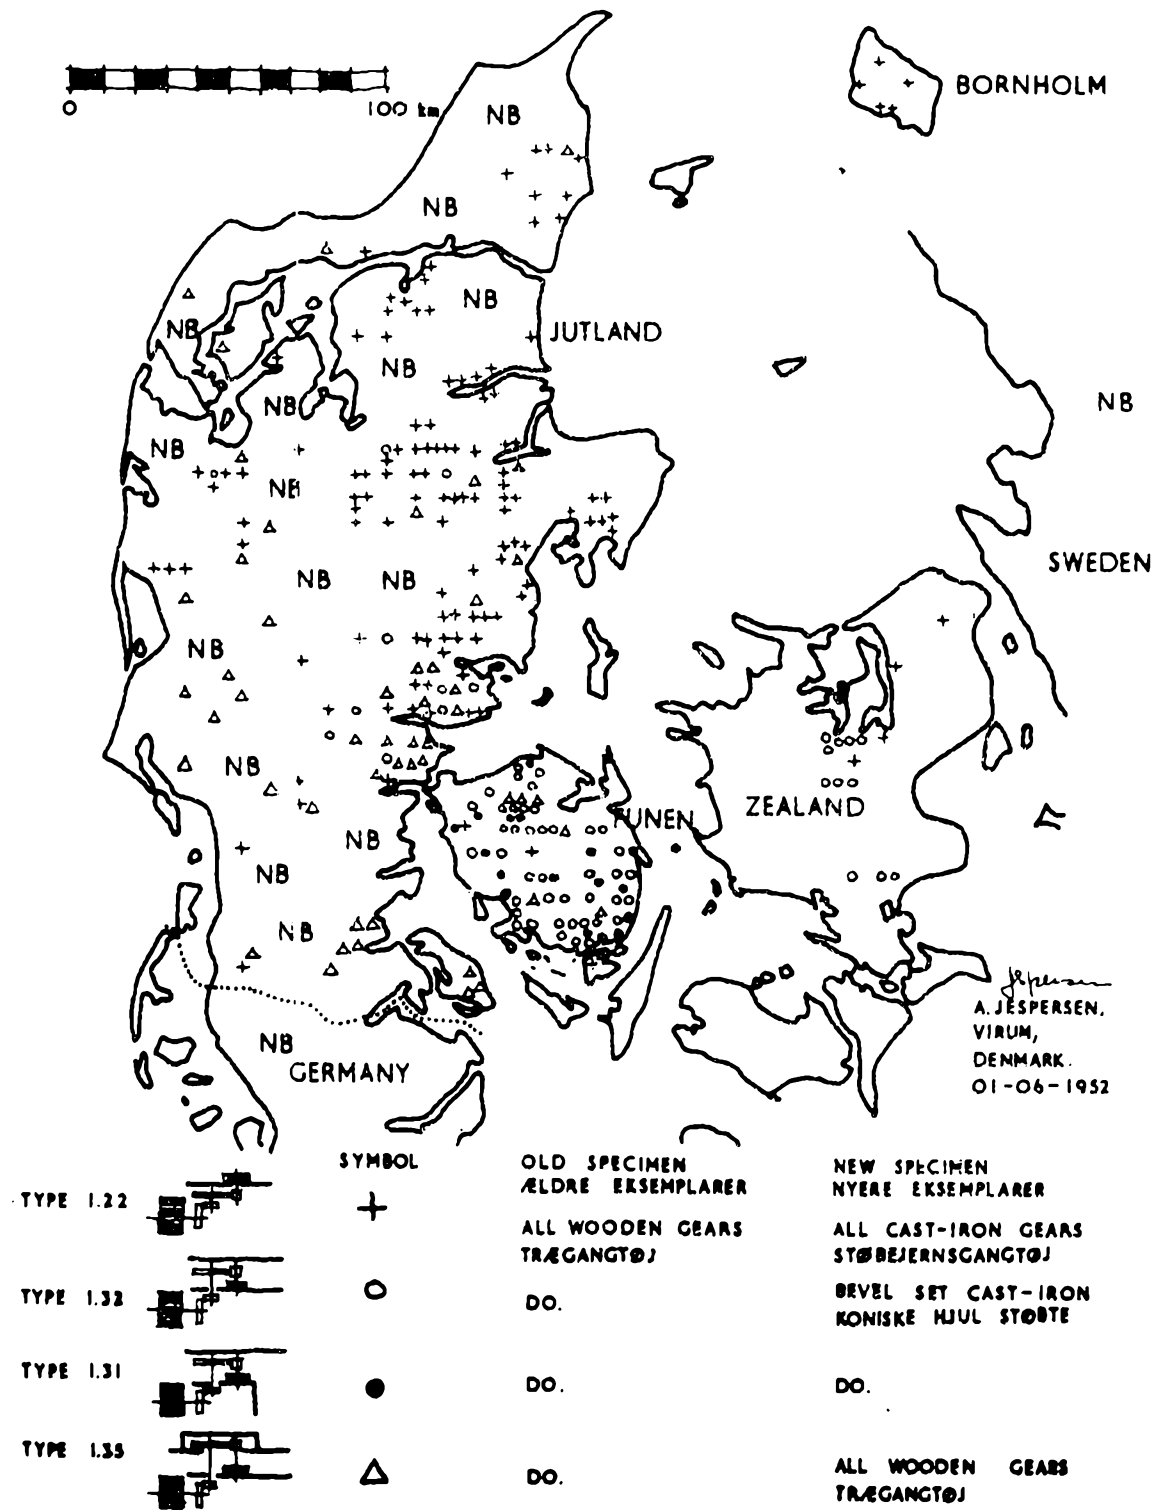 0
100 km
NB
BORNHOLM
NB
NB
NB
JUTLAND
NB
NB
NB
NB
NB
SWEDEN
NB
NB
NB
NB
ZEALAND
FUNEN
NB
NB
NB
A. JESPERSEN.
VIRUM,
DENMARK.
01-06-1952
NB
GERMANY
SYMBOL
OLD SPECIMEN
ÆLDRE EKSEMPLARER
NEW SPECIMEN
NYERE EKSEMPLARER
TYPE 1.22
ALL WOODEN GEARS
TRÆGANGTØJ
ALL CAST-IRON GEARS
STØBEJERNSGANGTØJ
TYPE 1.32
DO.
BEVEL SET CAST-IRON
KONISKE HJUL STØBTE
TYPE 1.31
DO.
DO.
TYPE 1.35
DO.
ALL WOODEN GEARS
TRÆGANGTØJ